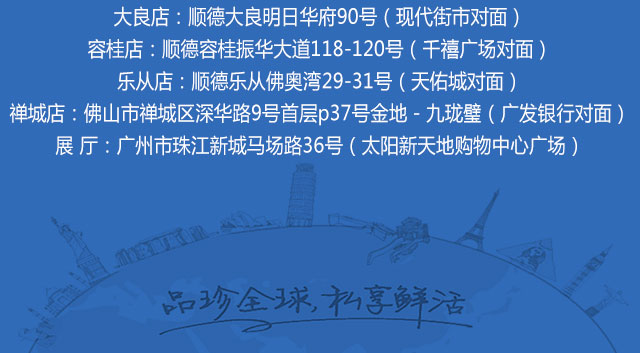 大良店：顺德大良明日华府90号（现代街市对面）
容桂店：顺德容桂振华大道118-120号（千禧广场对面）
乐从店：顺德乐从佛奥湾29-31号（天佑城对面）
禅城店：佛山市禅城区深华路9号首层p37号金地－九珑璧（广发银行对面）
展 厅：广州市珠江新城马场路36号（太阳新天地购物中心广场）
品珍全球,私享鲜活